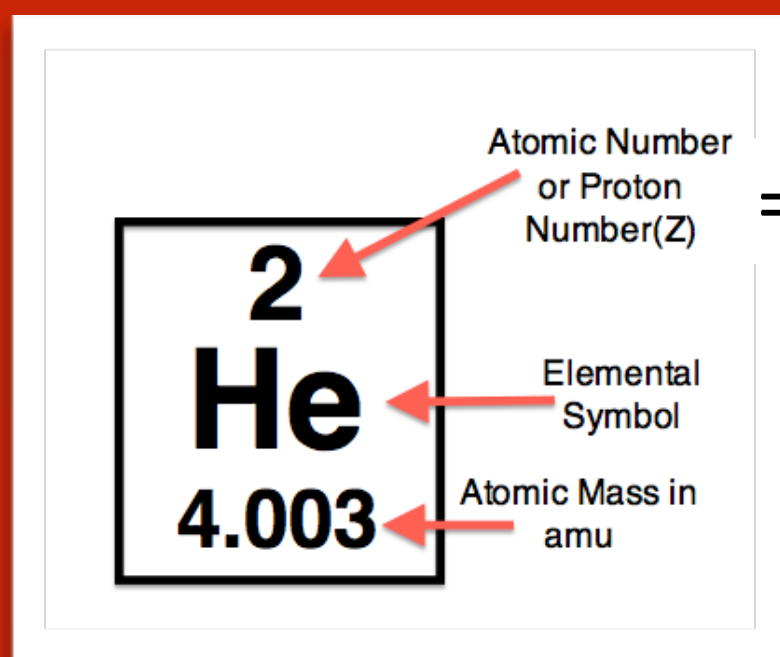 Atomic Number
or Proton
Number(Z)
=
2
He
Elemental
Symbol
4.003
Atomic Mass in
amu